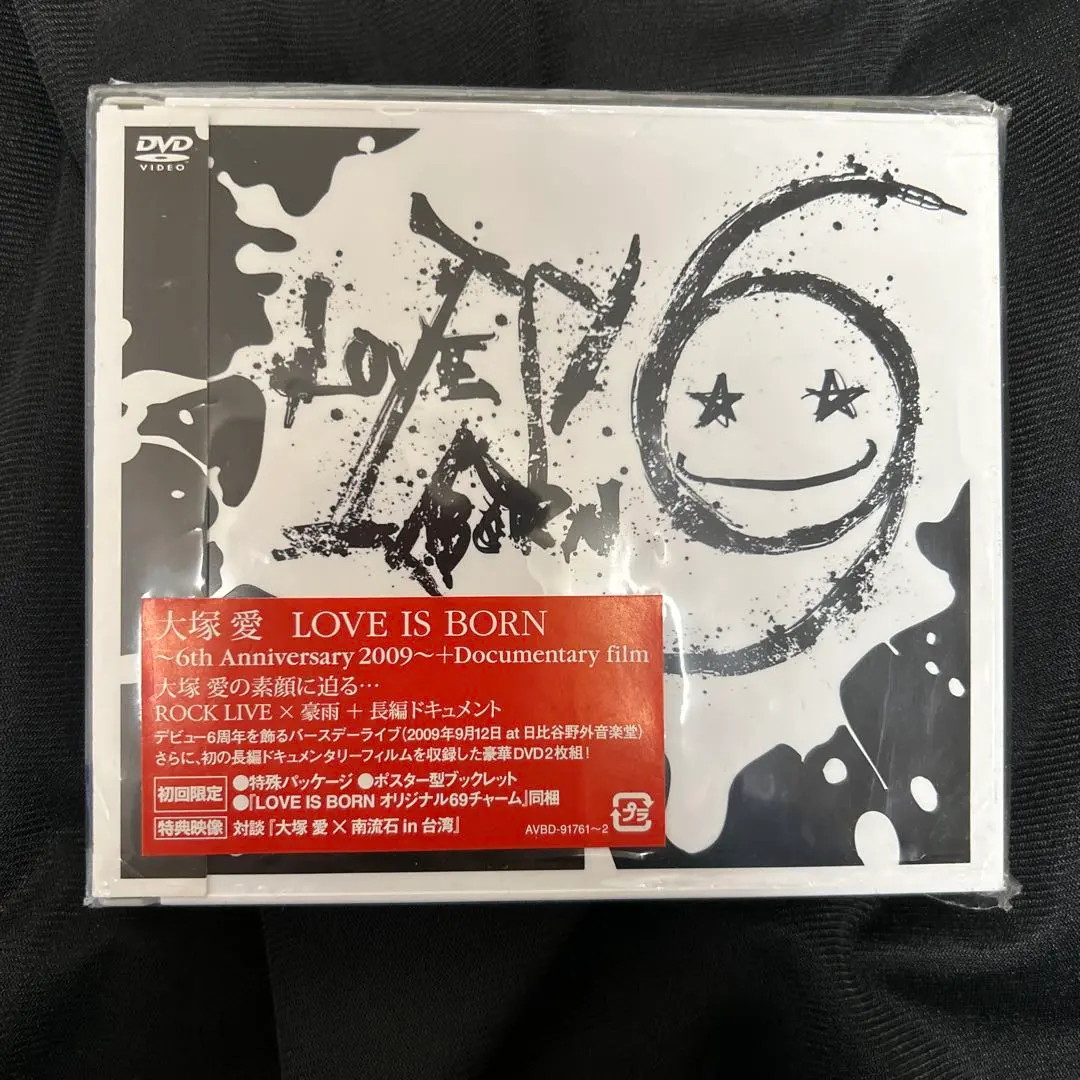 DVD
VIDEO
LOVE
IS
BORN
大塚 愛 LOVE IS BORN
〜6th Anniversary 2009〜+Documentary film
大塚 愛の素顔に迫る…
ROCK LIVE × 豪雨 + 長編ドキュメント
デビュー6周年を飾るバースデーライブ(2009年9月12日 at 日比谷野外音楽堂)
さらに、初の長編ドキュメンタリーフィルムを収録した豪華DVD2枚組!
初回限定 ●特殊パッケージ ●ポスター型ブックレット
●『LOVE IS BORN オリジナル69チャーム』同梱
特典映像 対談『大塚 愛×南流石 in 台湾』
プラ
AVBD-91761〜2